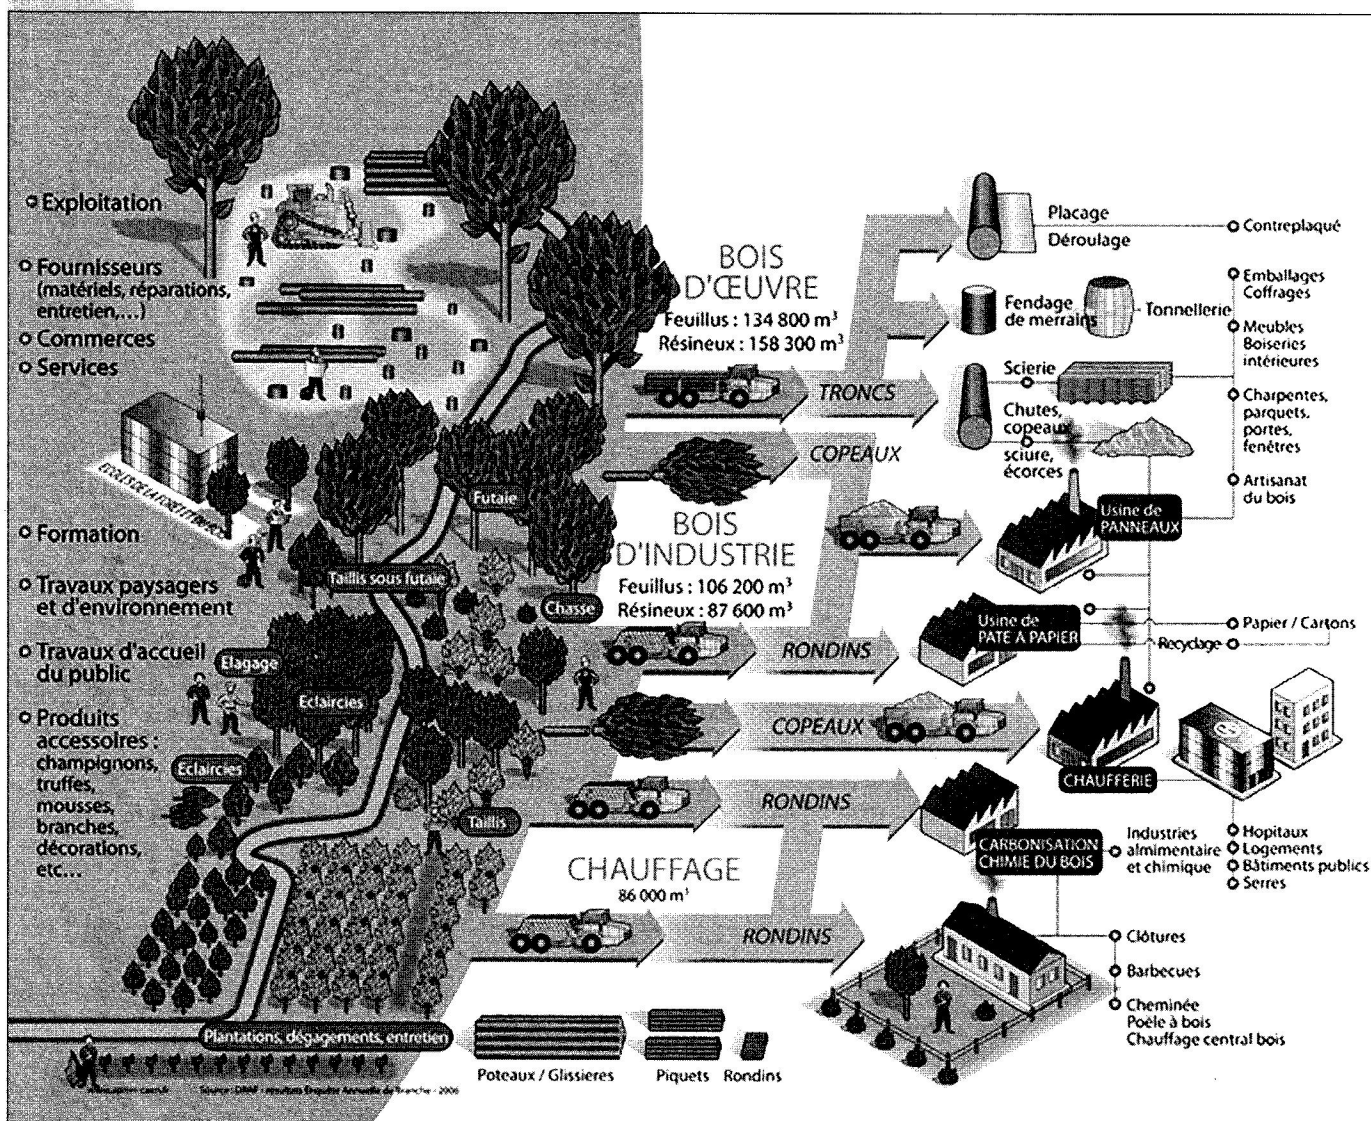 Exploitation
Fournisseurs
(matériels, réparations,
entretien,...)
Commerces
Services
Formation
Travaux paysagers
et d'environnement
Travaux d'accueil
du public
Produits
accessoires :
champignons,
truffes,
mousses,
branches,
décorations,
etc...
Futaie
Taillis sous futaie
Chasse
Elagage
Eclaircies
Eclaircies
Taillis
Plantations, dégagements, entretien
BOIS
D'ŒUVRE
Feuillus : 134 800 m³
Résineux : 158 300 m³
TRONCS
COPEAUX
BOIS
D'INDUSTRIE
Feuillus : 106 200 m³
Résineux : 87 600 m³
RONDINS
COPEAUX
RONDINS
CHAUFFAGE
86 000 m³
RONDINS
Placage
Déroulage
Contreplaqué
Fendage
de merrains
Tonnellerie
Scierie
Chutes,
copeaux
sciure,
écorces
Emballages
Coffrages
Meubles
Boiseries
intérieures
Charpentes,
parquets,
portes,
fenêtres
Artisanat
du bois
Usine de
PANNEAUX
Usine de
PATE A PAPIER
Papier / Cartons
Recyclage
CHAUFFERIE
Hopitaux
Logements
Bâtiments publics
Serres
CARBONISATION
CHIMIE DU BOIS
Industries
almimentaire
et chimique
Clôtures
Barbecues
Cheminée
Poêle à bois
Chauffage central bois
Poteaux / Glissieres
Piquets
Rondins
Enquête Annuelle de Branche - 2006